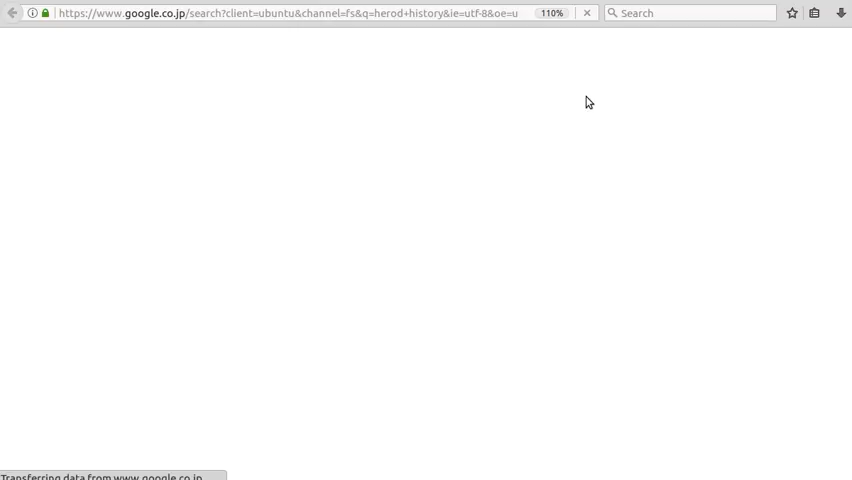 https://www.google.co.jp/search?client=ubuntu&channel=fs&q=herod+history&ie=utf-8&oe=u 110% Search
Transferring data from www.google.co.jp